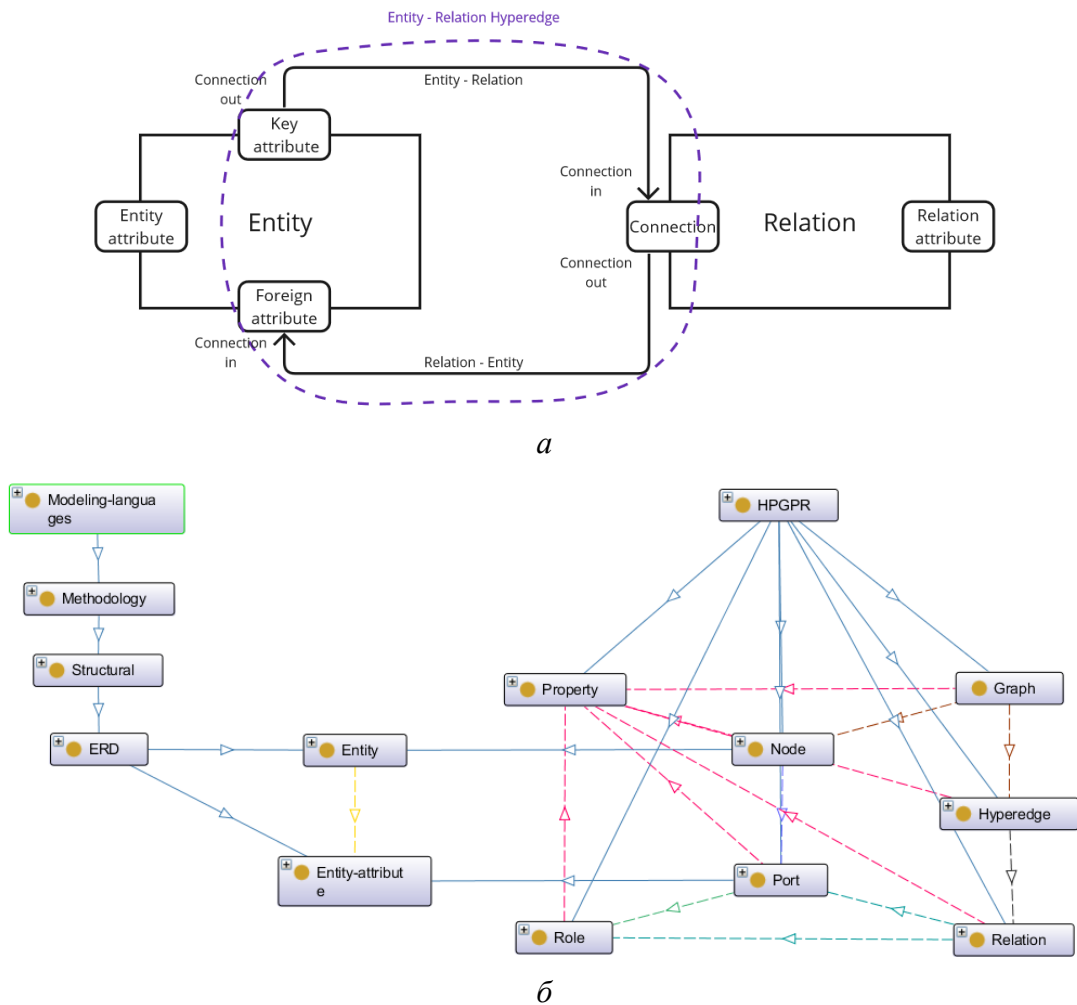 Entity - Relation Hyperedge
Connection
out
Entity - Relation
Key
attribute
Connection
in
Entity
attribute
Entity
Connection
Relation
Relation
attribute
Connection
out
Foreign
attribute
Connection
in
Relation - Entity
а
Modeling-langua
ges
HPGPR
Methodology
Structural
Property
Graph
ERD
Entity
Node
Hyperedge
Entity-attribut
e
Port
Role
Relation
б